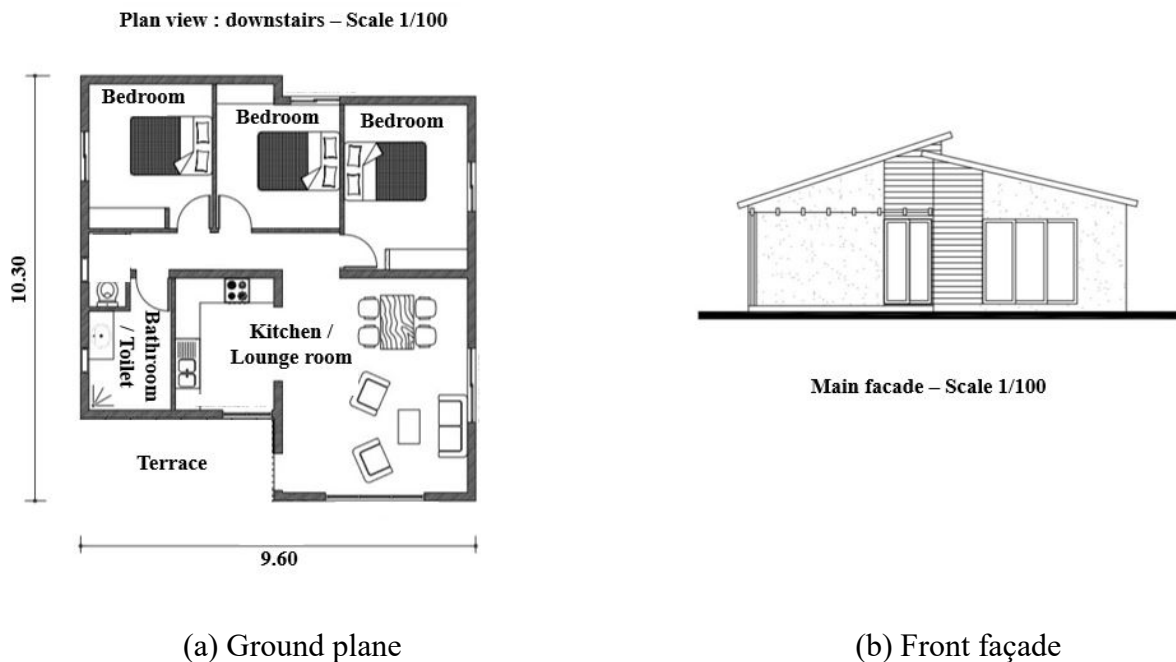 Plan view : downstairs – Scale 1/100
Bedroom
Bedroom
Bedroom
10.30
Bathroom
/ Toilet
Kitchen /
Lounge room
Terrace
9.60
Main facade – Scale 1/100
(a) Ground plane
(b) Front façade